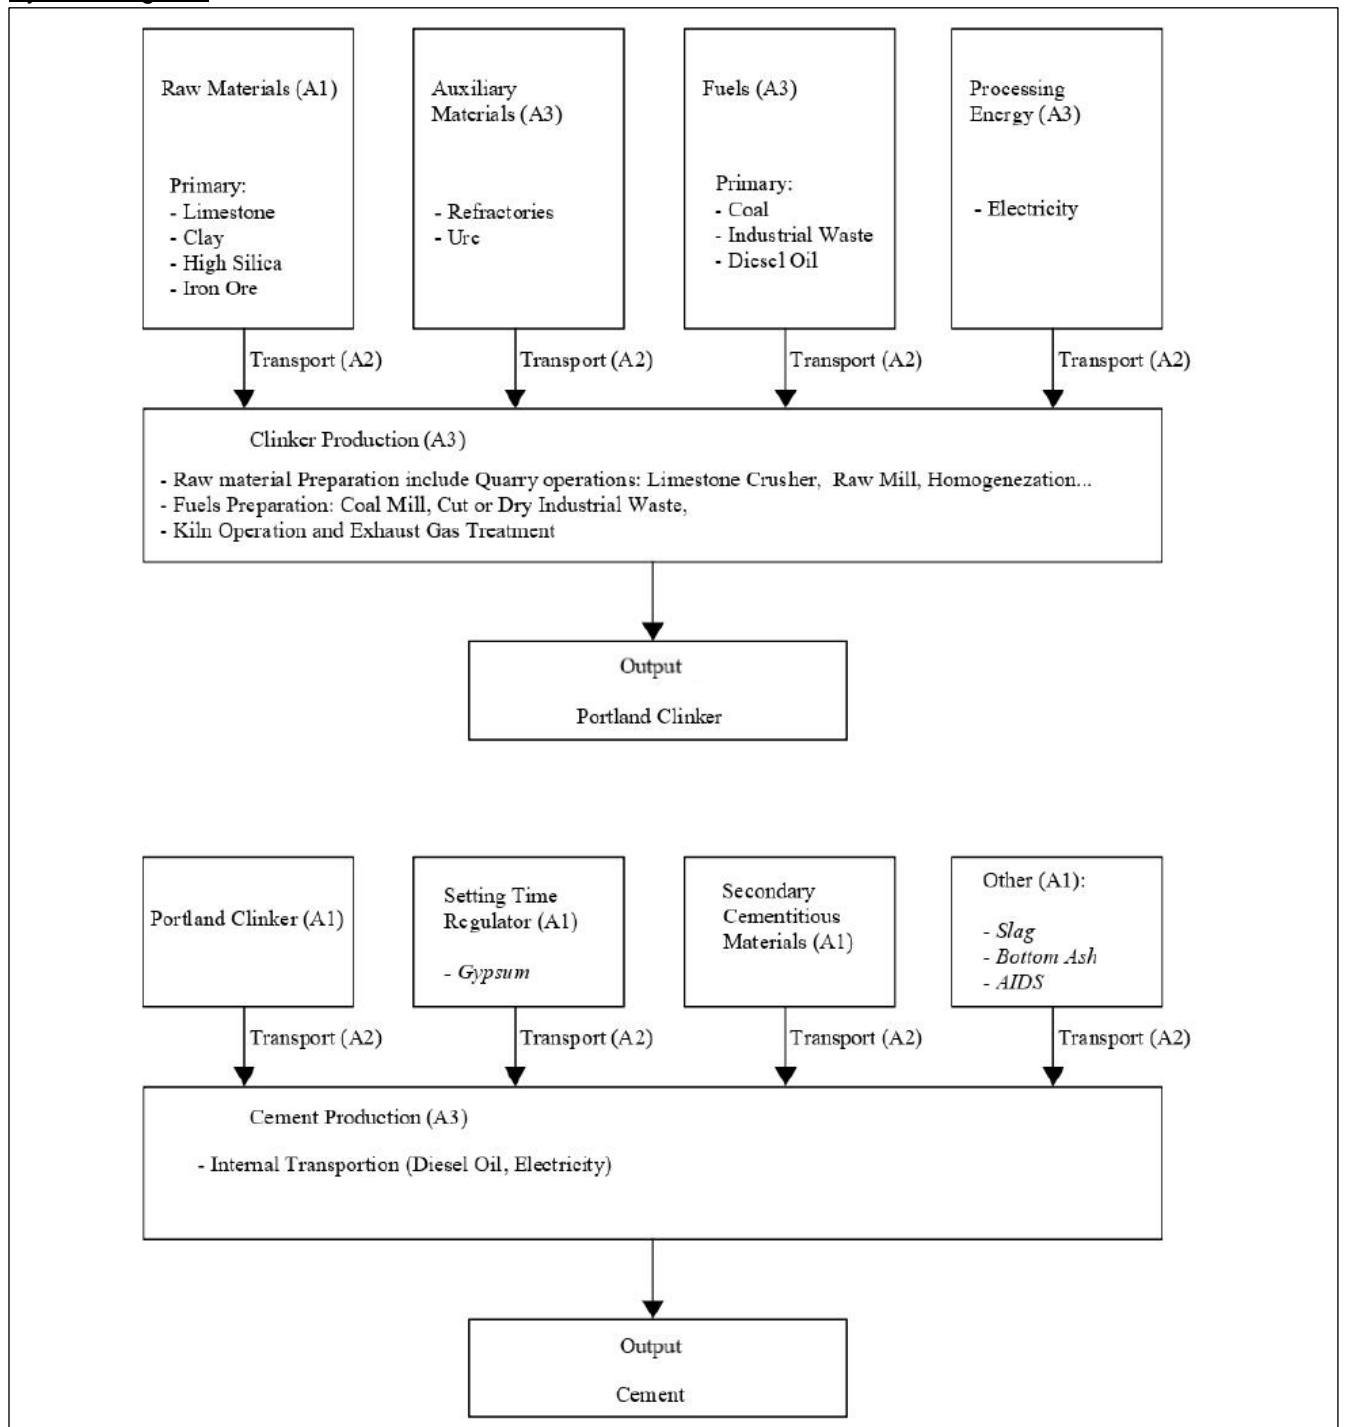 Raw Materials (A1)
Primary:
- Limestone
- Clay
- High Silica
- Iron Ore
Auxiliary
Materials (A3)
- Refractories
- Urc
Fuels (A3)
Primary:
- Coal
- Industrial Waste
- Diesel Oil
Processing
Energy (A3)
- Electricity
Transport (A2)
Transport (A2)
Transport (A2)
Transport (A2)
Clinker Production (A3)
- Raw material Preparation include Quarry operations: Limestone Crusher, Raw Mill, Homogenezation...
- Fuels Preparation: Coal Mill, Cut or Dry Industrial Waste,
- Kiln Operation and Exhaust Gas Treatment
Output
Portland Clinker
Portland Clinker (A1)
Setting Time
Regulator (A1)
- Gypsum
Secondary
Cementitious
Materials (A1)
Other (A1):
- Slag
- Bottom Ash
- AIDS
Transport (A2)
Transport (A2)
Transport (A2)
Transport (A2)
Cement Production (A3)
- Internal Transportion (Diesel Oil, Electricity)
Output
Cement